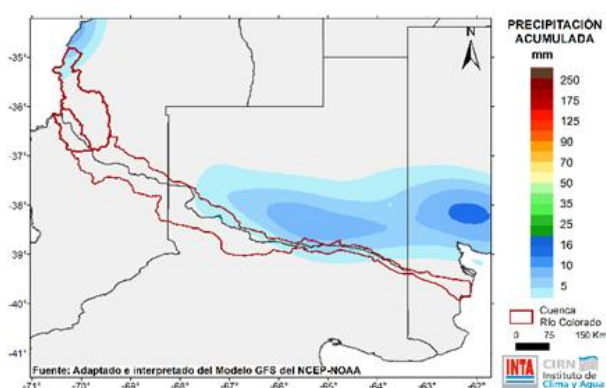 PRECIPITACIÓN
ACUMULADA
mm
N
250
175
125
90
70
50
35
25
16
10
5
-35
-36
-37
-38
-39
-40
-41
-71 -70 -69 -68 -67 -66 -65 -64 -63 -62
Fuente: Adaptado e interpretado del Modelo GFS del NCEP-NOAA
Cuenca
Río Colorado
0 75 150 Km
INTA
CIRN
Instituto de
Clima y Agua